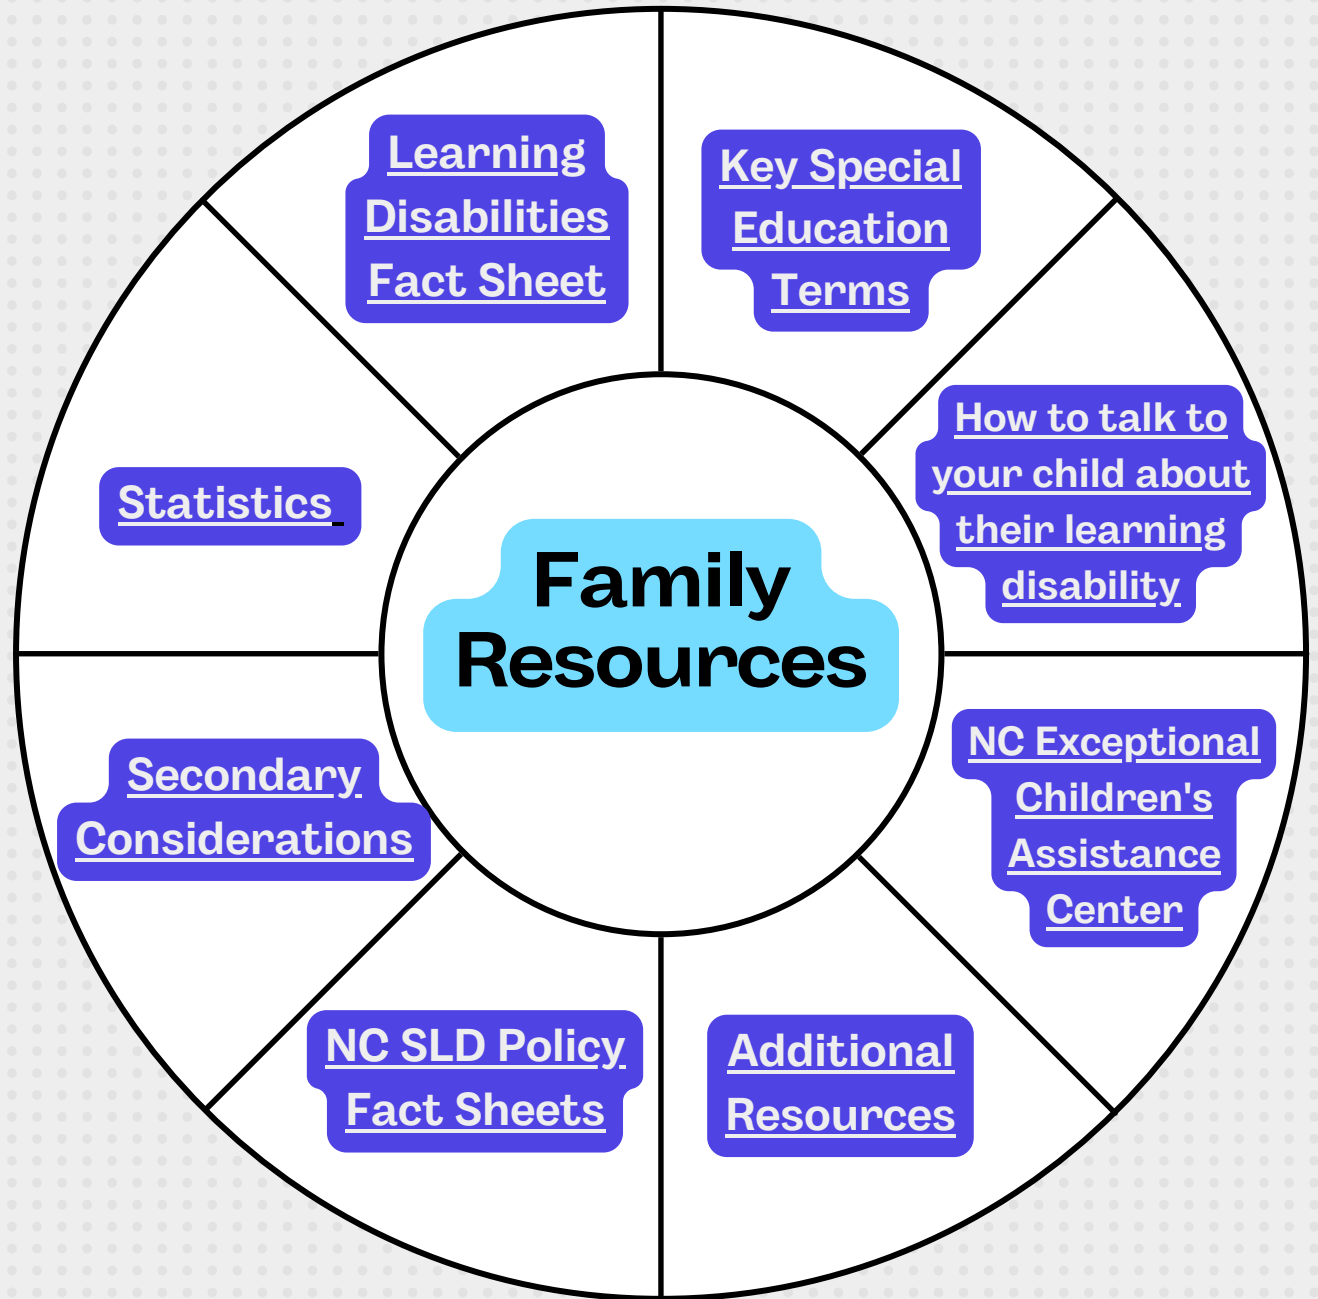 Learning
Disabilities
Fact Sheet
Key Special
Education
Terms
How to talk to
your child about
their learning
disability
Statistics
Family
Resources
NC Exceptional
Children's
Assistance
Center
Secondary
Considerations
NC SLD Policy
Fact Sheets
Additional
Resources